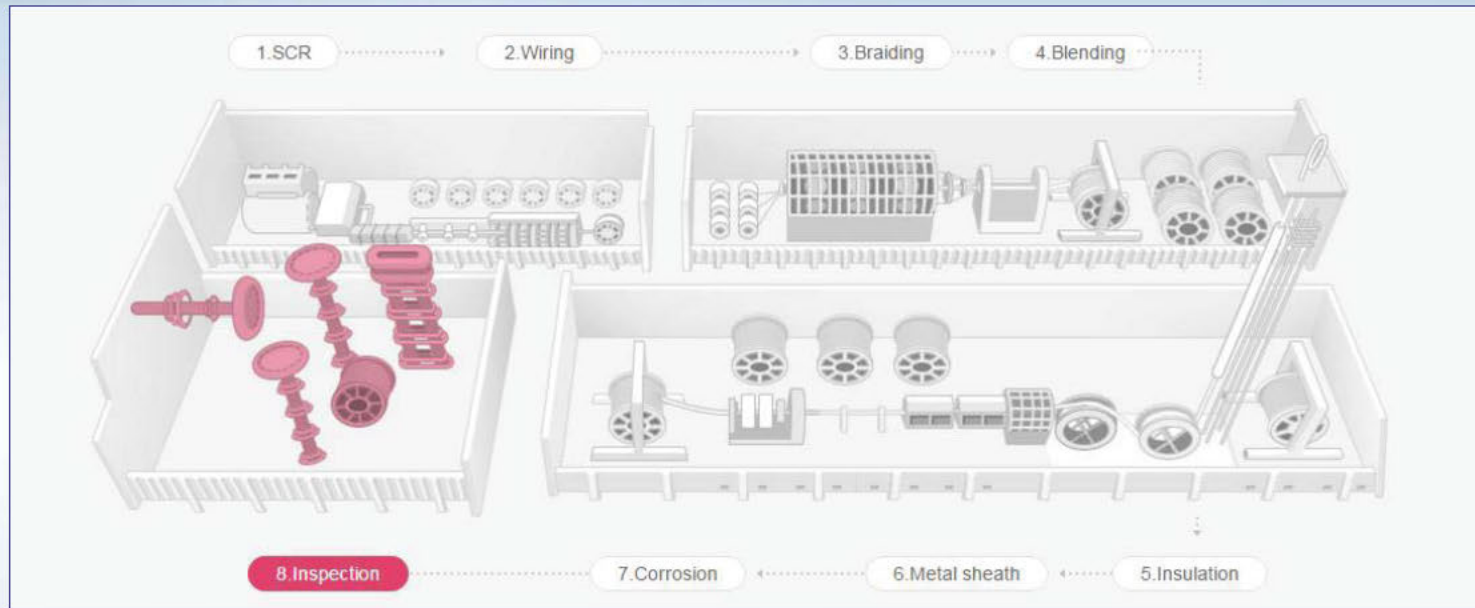 1.SCR
2.Wiring
3.Braiding
4.Blending
8.Inspection
7.Corrosion
6.Metal sheath
5.Insulation